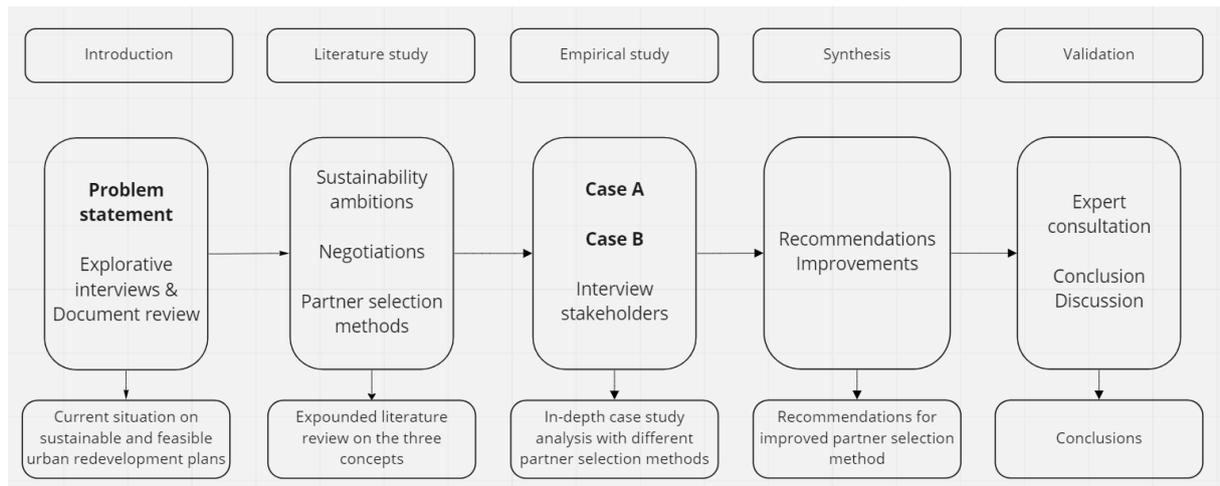 Introduction
Literature study
Empirical study
Synthesis
Validation
Problem
statement
Explorative
interviews &
Document review
Sustainability
ambitions
Negotiations
Partner selection
methods
Case A
Case B
Interview
stakeholders
Recommendations
Improvements
Expert
consultation
Conclusion
Discussion
Current situation on
sustainable and feasible
urban redevelopment plans
Expounded literature
review on the three
concepts
In-depth case study
analysis with different
partner selection methods
Recommendations for
improved partner selection
method
Conclusions